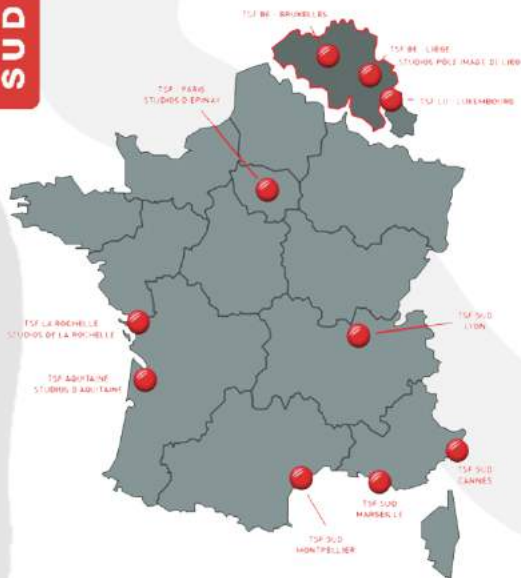 SUD
TSF BE - BRUXELLES
TSF BE - LIEGE
STUDIOS POLE IMAGE DE LIEG
TSF LU - LUXEMBOURG
TSF - PARIS
STUDIOS D'EPINAY
TSF LA ROCHELLE
STUDIOS DE LA ROCHELLE
TSF SUD
LYON
TSF AQUITAINE
STUDIOS D'AQUITAINE
TSF SUD
CANNES
TSF SUD
MARSEILLE
TSF SUD
MONTPELLIER